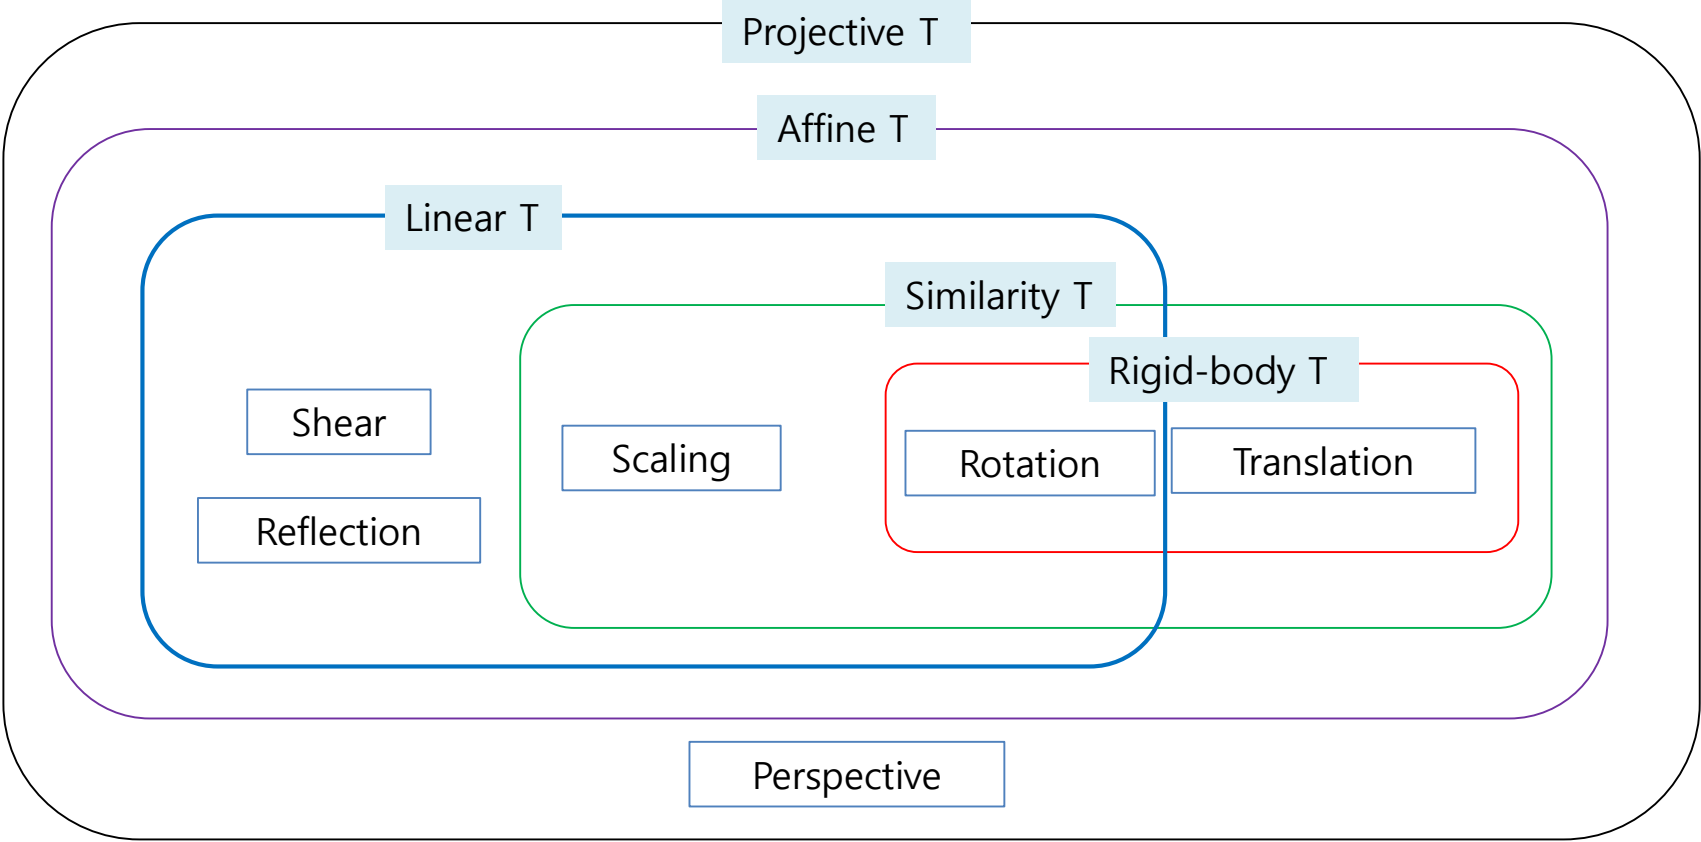 Projective T
Affine T
Linear T
Similarity T
Rigid-body T
Shear
Scaling
Rotation
Translation
Reflection
Perspective